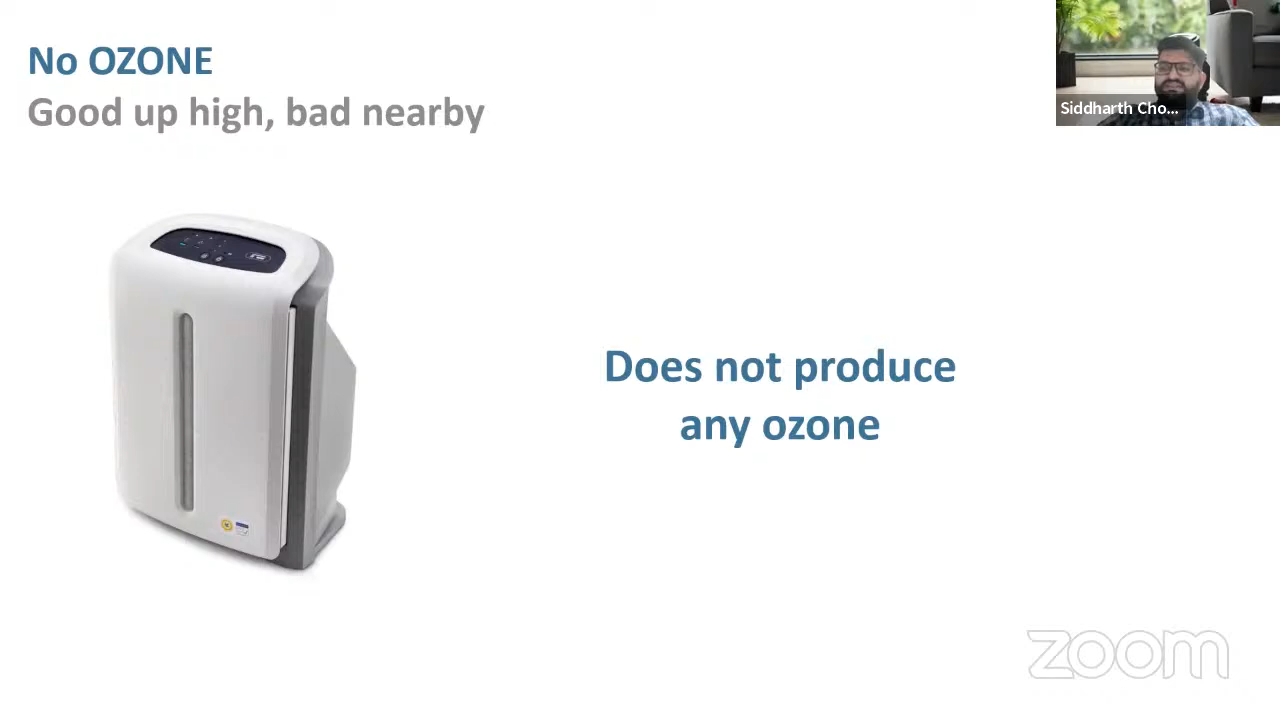 No OZONE
Good up high, bad nearby
Siddharth Cho...
Does not produce
any ozone
zoom